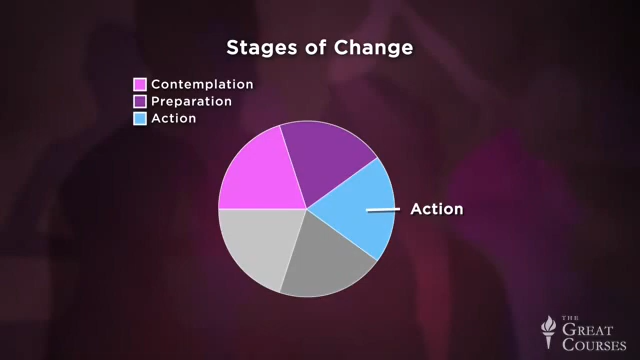 Stages of Change
Contemplation
Preparation
Action
Action
THE
GREAT
COURSES